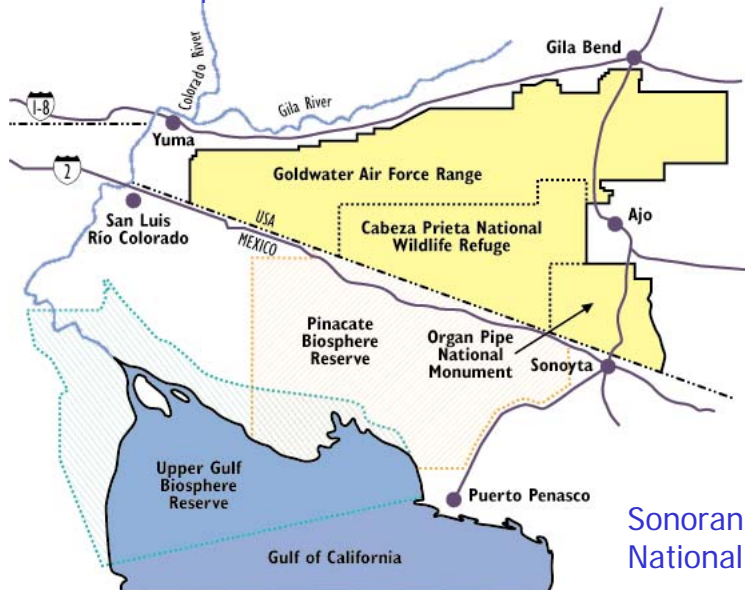 Gila Bend
Colorado River
Gila River
I-8
Yuma
Goldwater Air Force Range
2
San Luis
Río Colorado
USA
MEXICO
Cabeza Prieta National
Wildlife Refuge
Ajo
Pinacate
Biosphere
Reserve
Organ Pipe
National
Monument
Sonoyta
Upper Gulf
Biosphere
Reserve
Puerto Penasco
Gulf of California
Sonoran
National